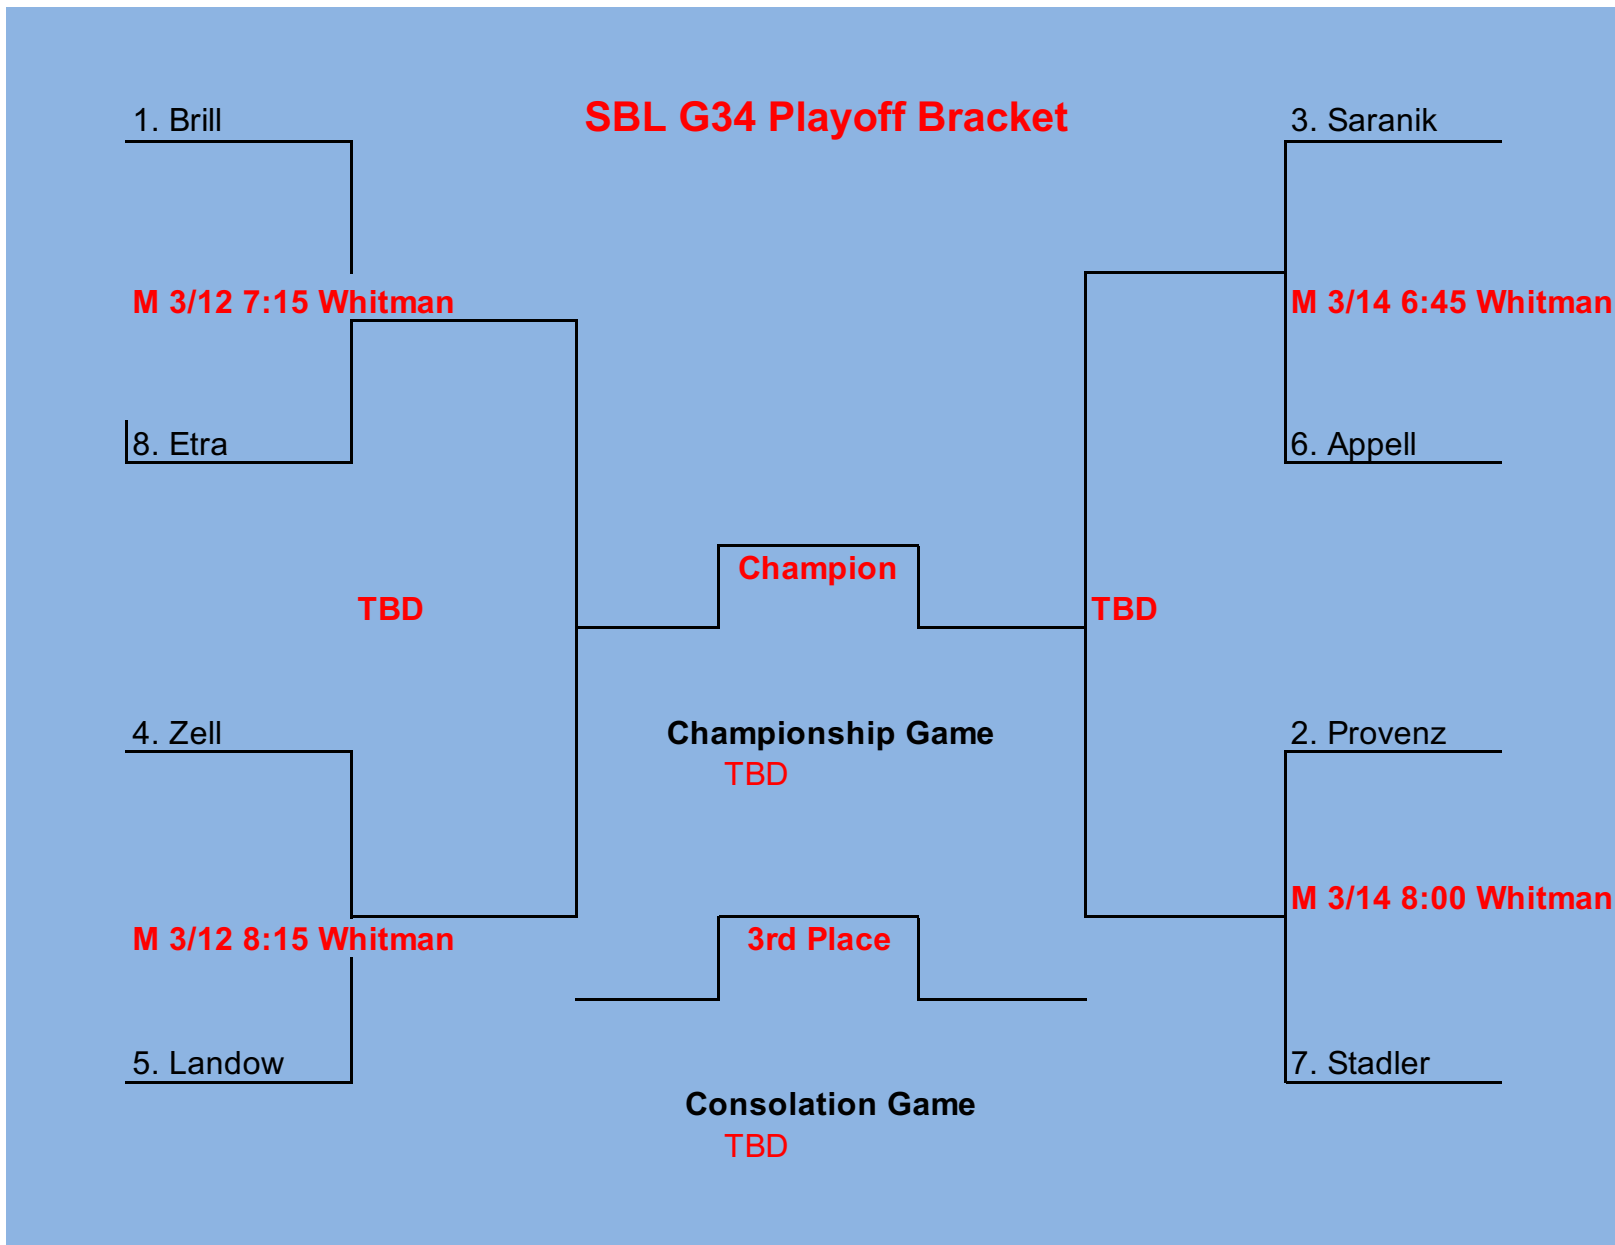 SBL G34 Playoff Bracket
1. Brill
3. Saranik
M 3/12 7:15 Whitman
M 3/14 6:45 Whitman
8. Etra
6. Appell
Champion
TBD
TBD
4. Zell
Championship Game
2. Provenz
TBD
M 3/14 8:00 Whitman
M 3/12 8:15 Whitman
3rd Place
5. Landow
7. Stadler
Consolation Game
TBD